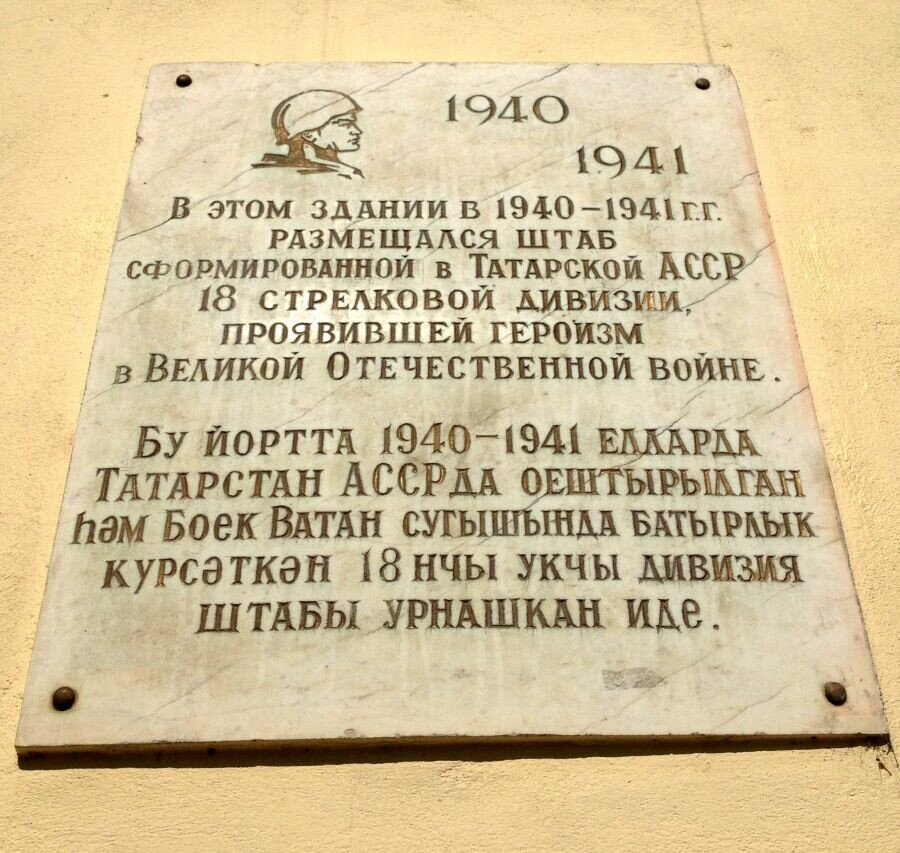 1940
1941
В ЭТОМ ЗДАНИИ В 1940-1941 Г.Г.
РАЗМЕЩАЛСЯ ШТАБ
СФОРМИРОВАННОЙ В ТАТАРСКОЙ АССР
18 СТРЕЛКОВОЙ ДИВИЗИИ,
ПРОЯВИВШЕЙ ГЕРОИЗМ
В ВЕЛИКОЙ ОТЕЧЕСТВЕННОЙ ВОЙНЕ.
БУ ЙОРТТА 1940-1941 ЕЛЛАРДА
ТАТАРСТАН АССРДА ОЕШТЫРЫЛГАН
ҺӘМ БОЕК ВАТАН СУГЫШЫНДА БАТЫРЛЫК
КУРСӘТКӘН 18 НЧЫ УКЧЫ ДИВИЗИЯ
ШТАБЫ УРНАШКАН ИДЕ.